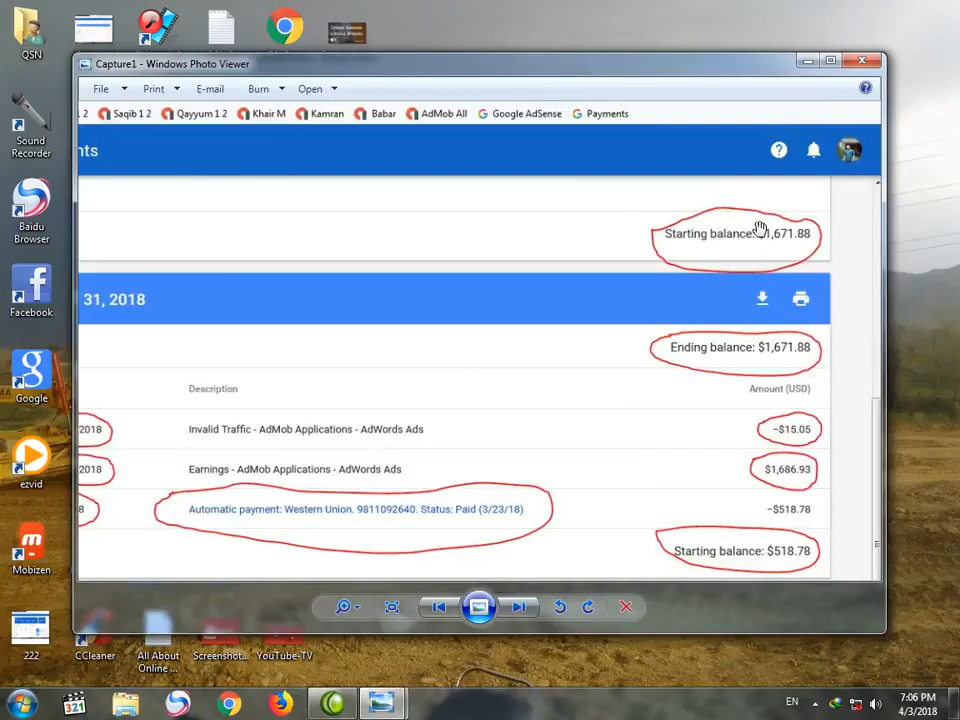 QSN
Capture1 - Windows Photo Viewer
File Print E-mail Burn Open
1 2 Saqib 1 2 Qayyum 1 2 Khair M Kamran Babar AdMob All Google AdSense Payments
nts
Sound Recorder
Starting balance: $1,671.88
Baidu Browser
31, 2018
Facebook
Ending balance: $1,671.88
Description Amount (USD)
Google
2018 Invalid Traffic - AdMob Applications - AdWords Ads −$15.05
2018 Earnings - AdMob Applications - AdWords Ads $1,686.93
ezvid
8 Automatic payment: Western Union. 9811092640. Status: Paid (3/23/18) −$518.78
Starting balance: $518.78
Mobizen
222
CCleaner
All About Online ...
Screenshot...
YouTube-TV
321
EN
7:06 PM
4/3/2018